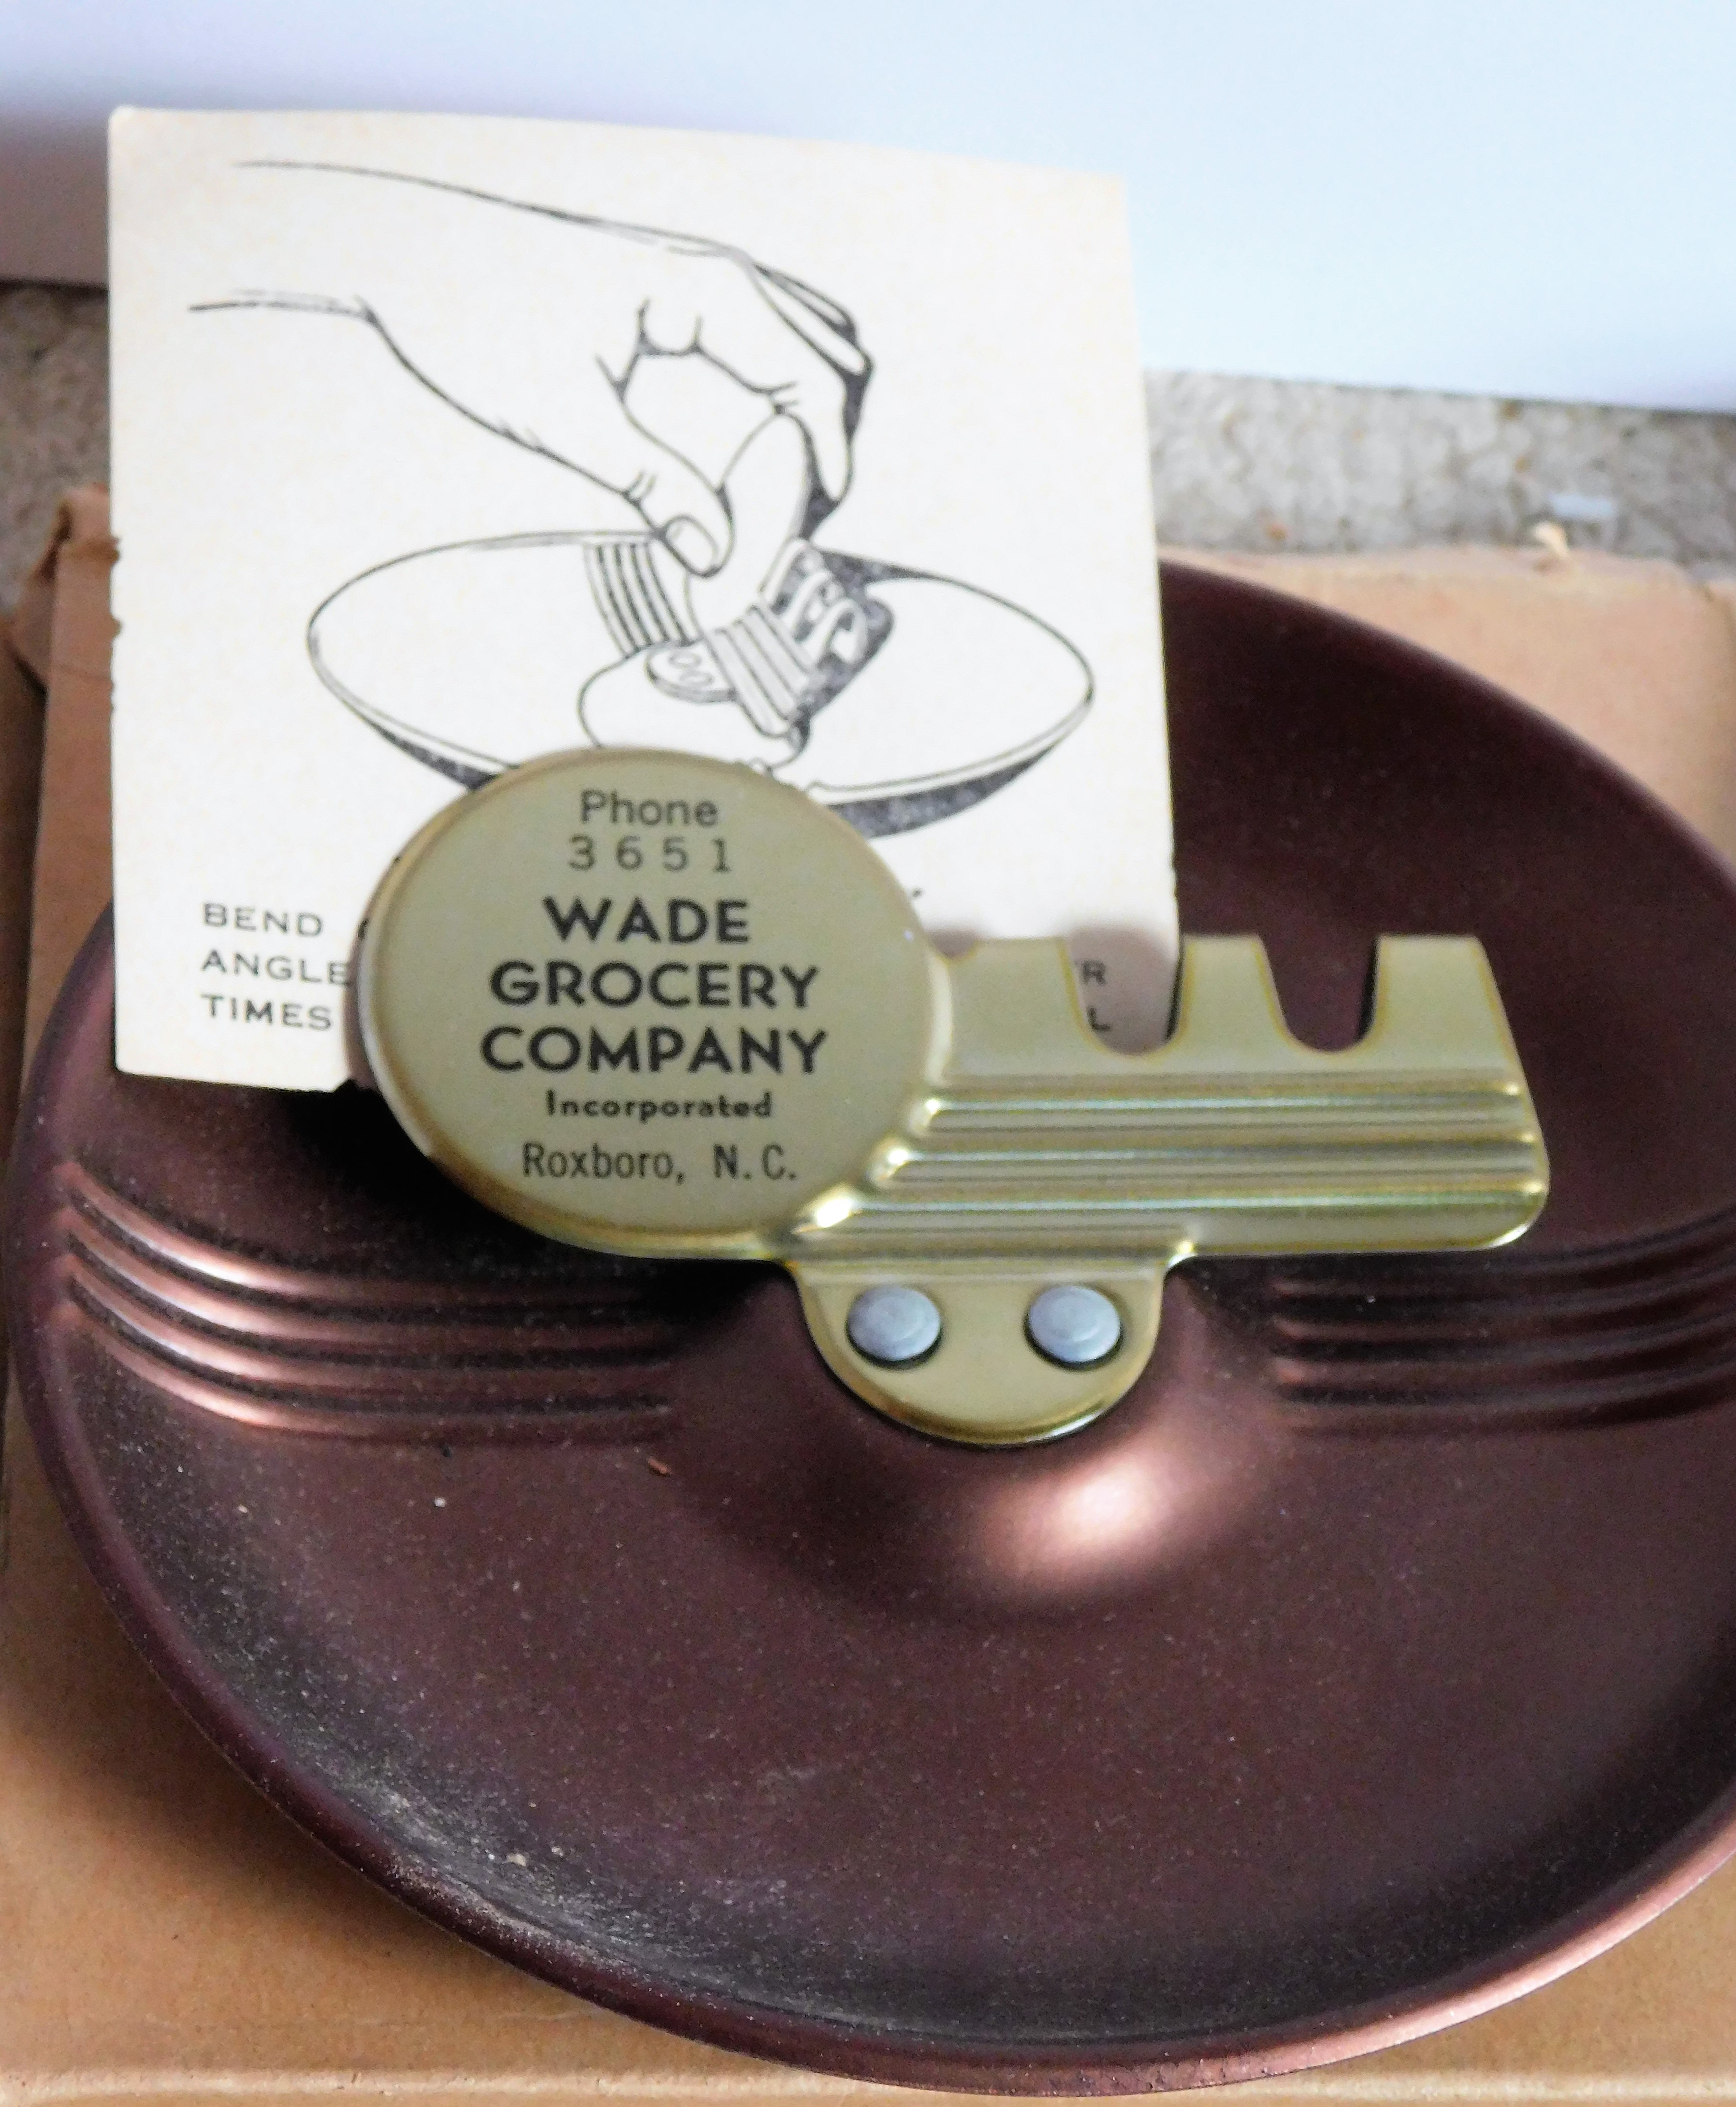 Phone
3651
WADE
GROCERY
COMPANY
Incorporated
Roxboro, N.C.
BEND
ANGLE
TIMES